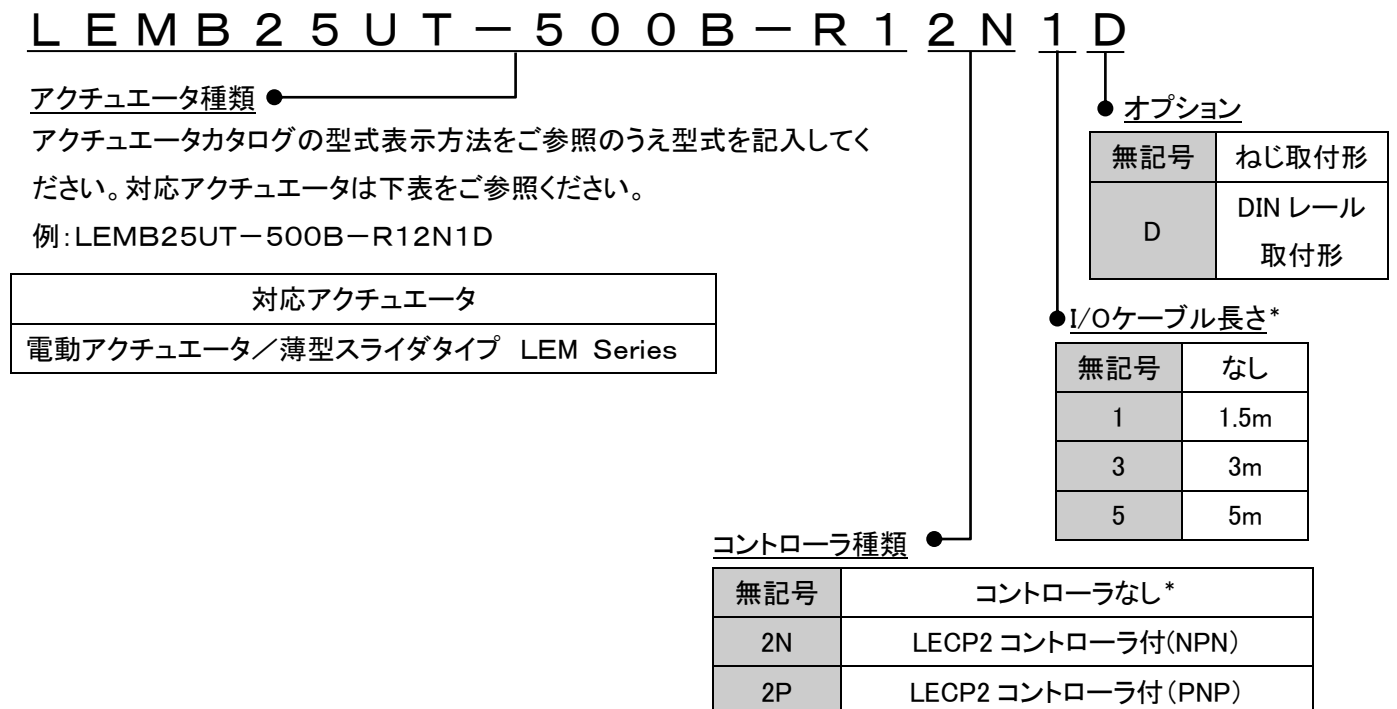 LEMB25UT－500B－R12N1D
アクチュエータ種類
アクチュエータカタログの型式表示方法をご参照のうえ型式を記入してく
ださい。対応アクチュエータは下表をご参照ください。
例：LEMB25UT－500B－R12N1D
対応アクチュエータ
電動アクチュエータ／薄型スライダタイプ　LEM Series
オプション
無記号 ねじ取付形
D DIN レール
取付形
I/Oケーブル長さ*
無記号 なし
1 1.5m
3 3m
5 5m
コントローラ種類
無記号 コントローラなし*
2N LECP2 コントローラ付(NPN)
2P LECP2 コントローラ付(PNP)